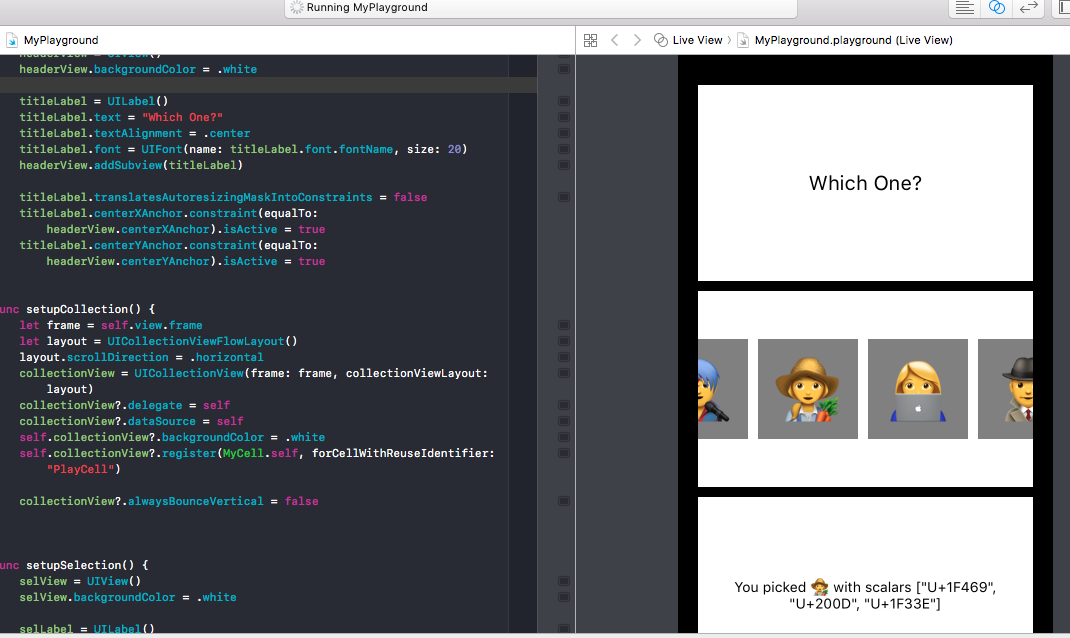 Running MyPlayground
MyPlayground
Live View
MyPlayground.playground (Live View)
headerView.backgroundColor = .white
titleLabel = UILabel()
titleLabel.text = "Which One?"
titleLabel.textAlignment = .center
titleLabel.font = UIFont(name: titleLabel.font.fontName, size: 20)
headerView.addSubview(titleLabel)
titleLabel.translatesAutoresizingMaskIntoConstraints = false
titleLabel.centerXAnchor.constraint(equalTo:
headerView.centerXAnchor).isActive = true
titleLabel.centerYAnchor.constraint(equalTo:
headerView.centerYAnchor).isActive = true
unc setupCollection() {
let frame = self.view.frame
let layout = UICollectionViewFlowLayout()
layout.scrollDirection = .horizontal
collectionView = UICollectionView(frame: frame, collectionViewLayout:
layout)
collectionView?.delegate = self
collectionView?.dataSource = self
self.collectionView?.backgroundColor = .white
self.collectionView?.register(MyCell.self, forCellWithReuseIdentifier:
"PlayCell")
collectionView?.alwaysBounceVertical = false
unc setupSelection() {
selView = UIView()
selView.backgroundColor = .white
selLabel = UILabel()
Which One?
You picked 👩‍🌾 with scalars ["U+1F469",
"U+200D", "U+1F33E"]